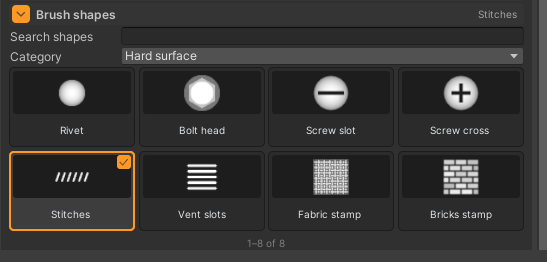 Brush shapes Stitches
Search shapes
Category Hard surface
Rivet Bolt head Screw slot Screw cross
Stitches Vent slots Fabric stamp Bricks stamp
1–8 of 8